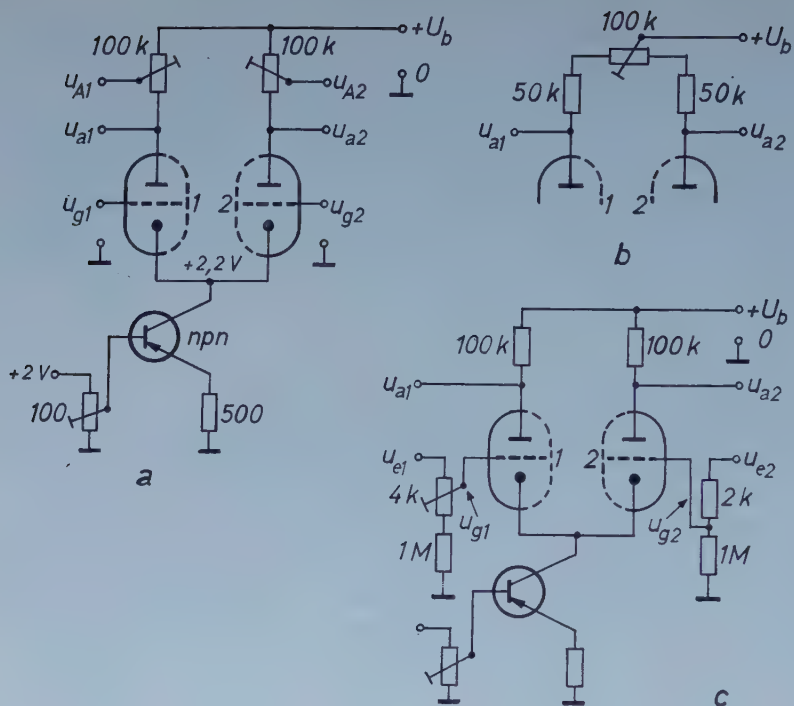 100 k
100 k
+U_b
u_A1
u_A2
0
u_a1
u_a2
u_g1
1
2
u_g2
+2,2 V
npn
+2 V
100
500
a
100 k
+U_b
50 k
50 k
u_a1
u_a2
1
2
b
+U_b
100 k
100 k
0
u_a1
u_a2
u_e1
1
2
u_e2
4 k
u_g1
u_g2
2 k
1 M
1 M
c